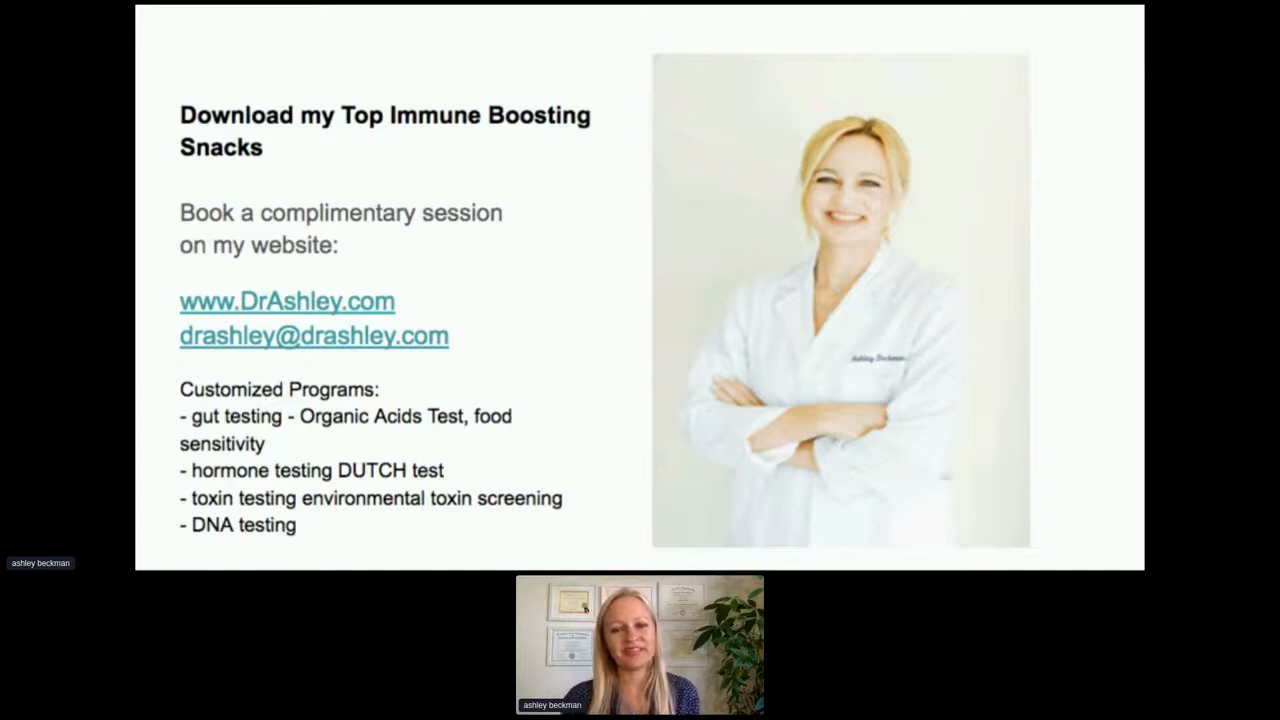 Download my Top Immune Boosting
Snacks
Book a complimentary session
on my website:
www.DrAshley.com
drashley@drashley.com
Customized Programs:
- gut testing - Organic Acids Test, food
sensitivity
- hormone testing DUTCH test
- toxin testing environmental toxin screening
- DNA testing
Ashley Beckman
ashley beckman
ashley beckman